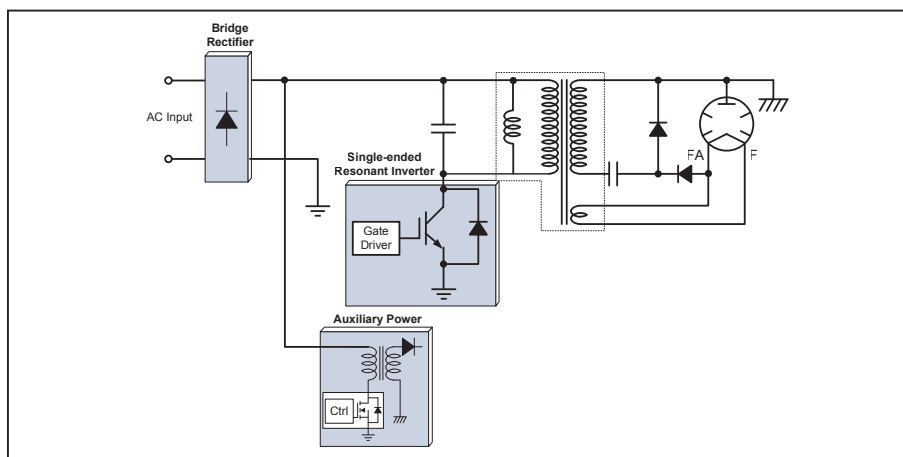 Bridge
Rectifier
AC Input
Single-ended
Resonant Inverter
Gate
Driver
FA
F
Auxiliary Power
Ctrl